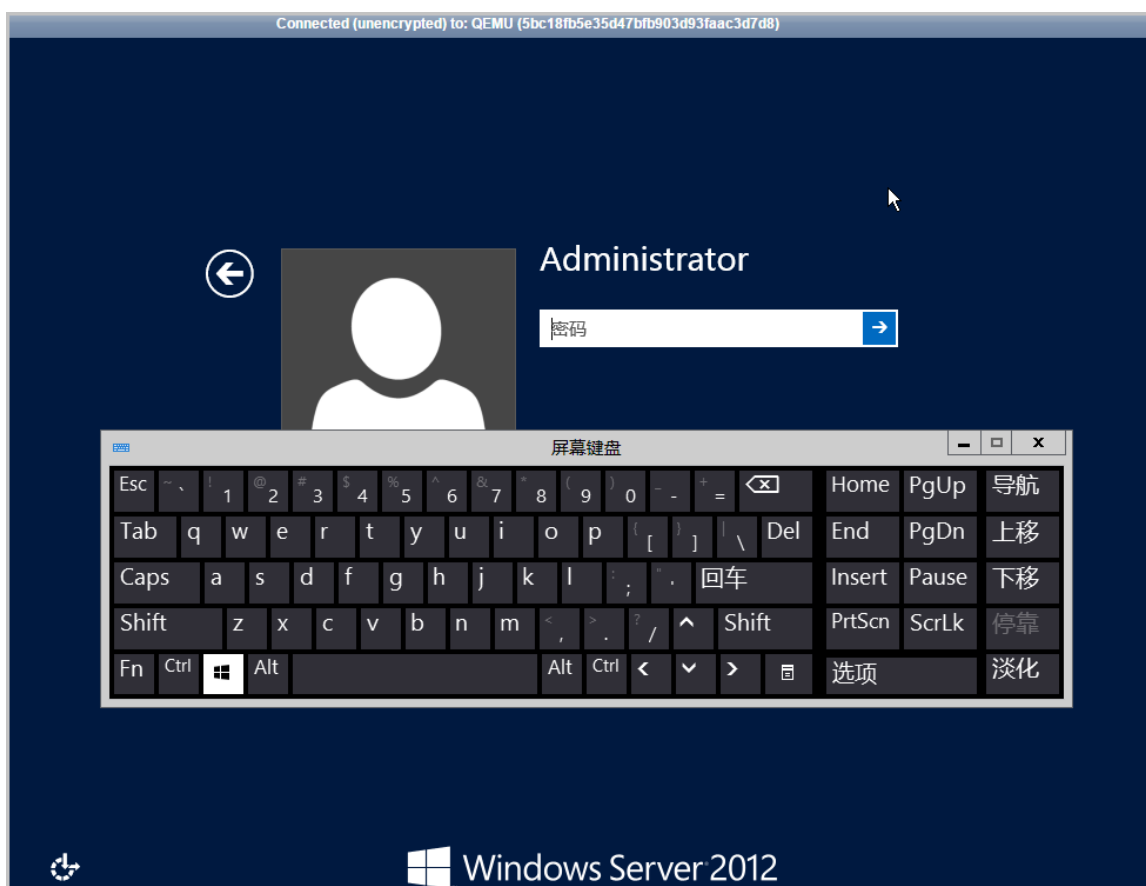 Connected (unencrypted) to: QEMU (5bc18fb5e35d47bfb903d93faac3d7d8)
Administrator
密码
屏幕键盘
Esc ~ 、 ! 1 @ 2 # 3 $ 4 % 5 ^ 6 & 7 * 8 ( 9 ) 0 _ - + = Home PgUp 导航
Tab q w e r t y u i o p { [ } ] | \ Del End PgDn 上移
Caps a s d f g h j k l : ; " ' 回车 Insert Pause 下移
Shift z x c v b n m < , > . ? / Shift PrtScn ScrLk 停靠
Fn Ctrl Alt Alt Ctrl 选项 淡化
Windows Server 2012